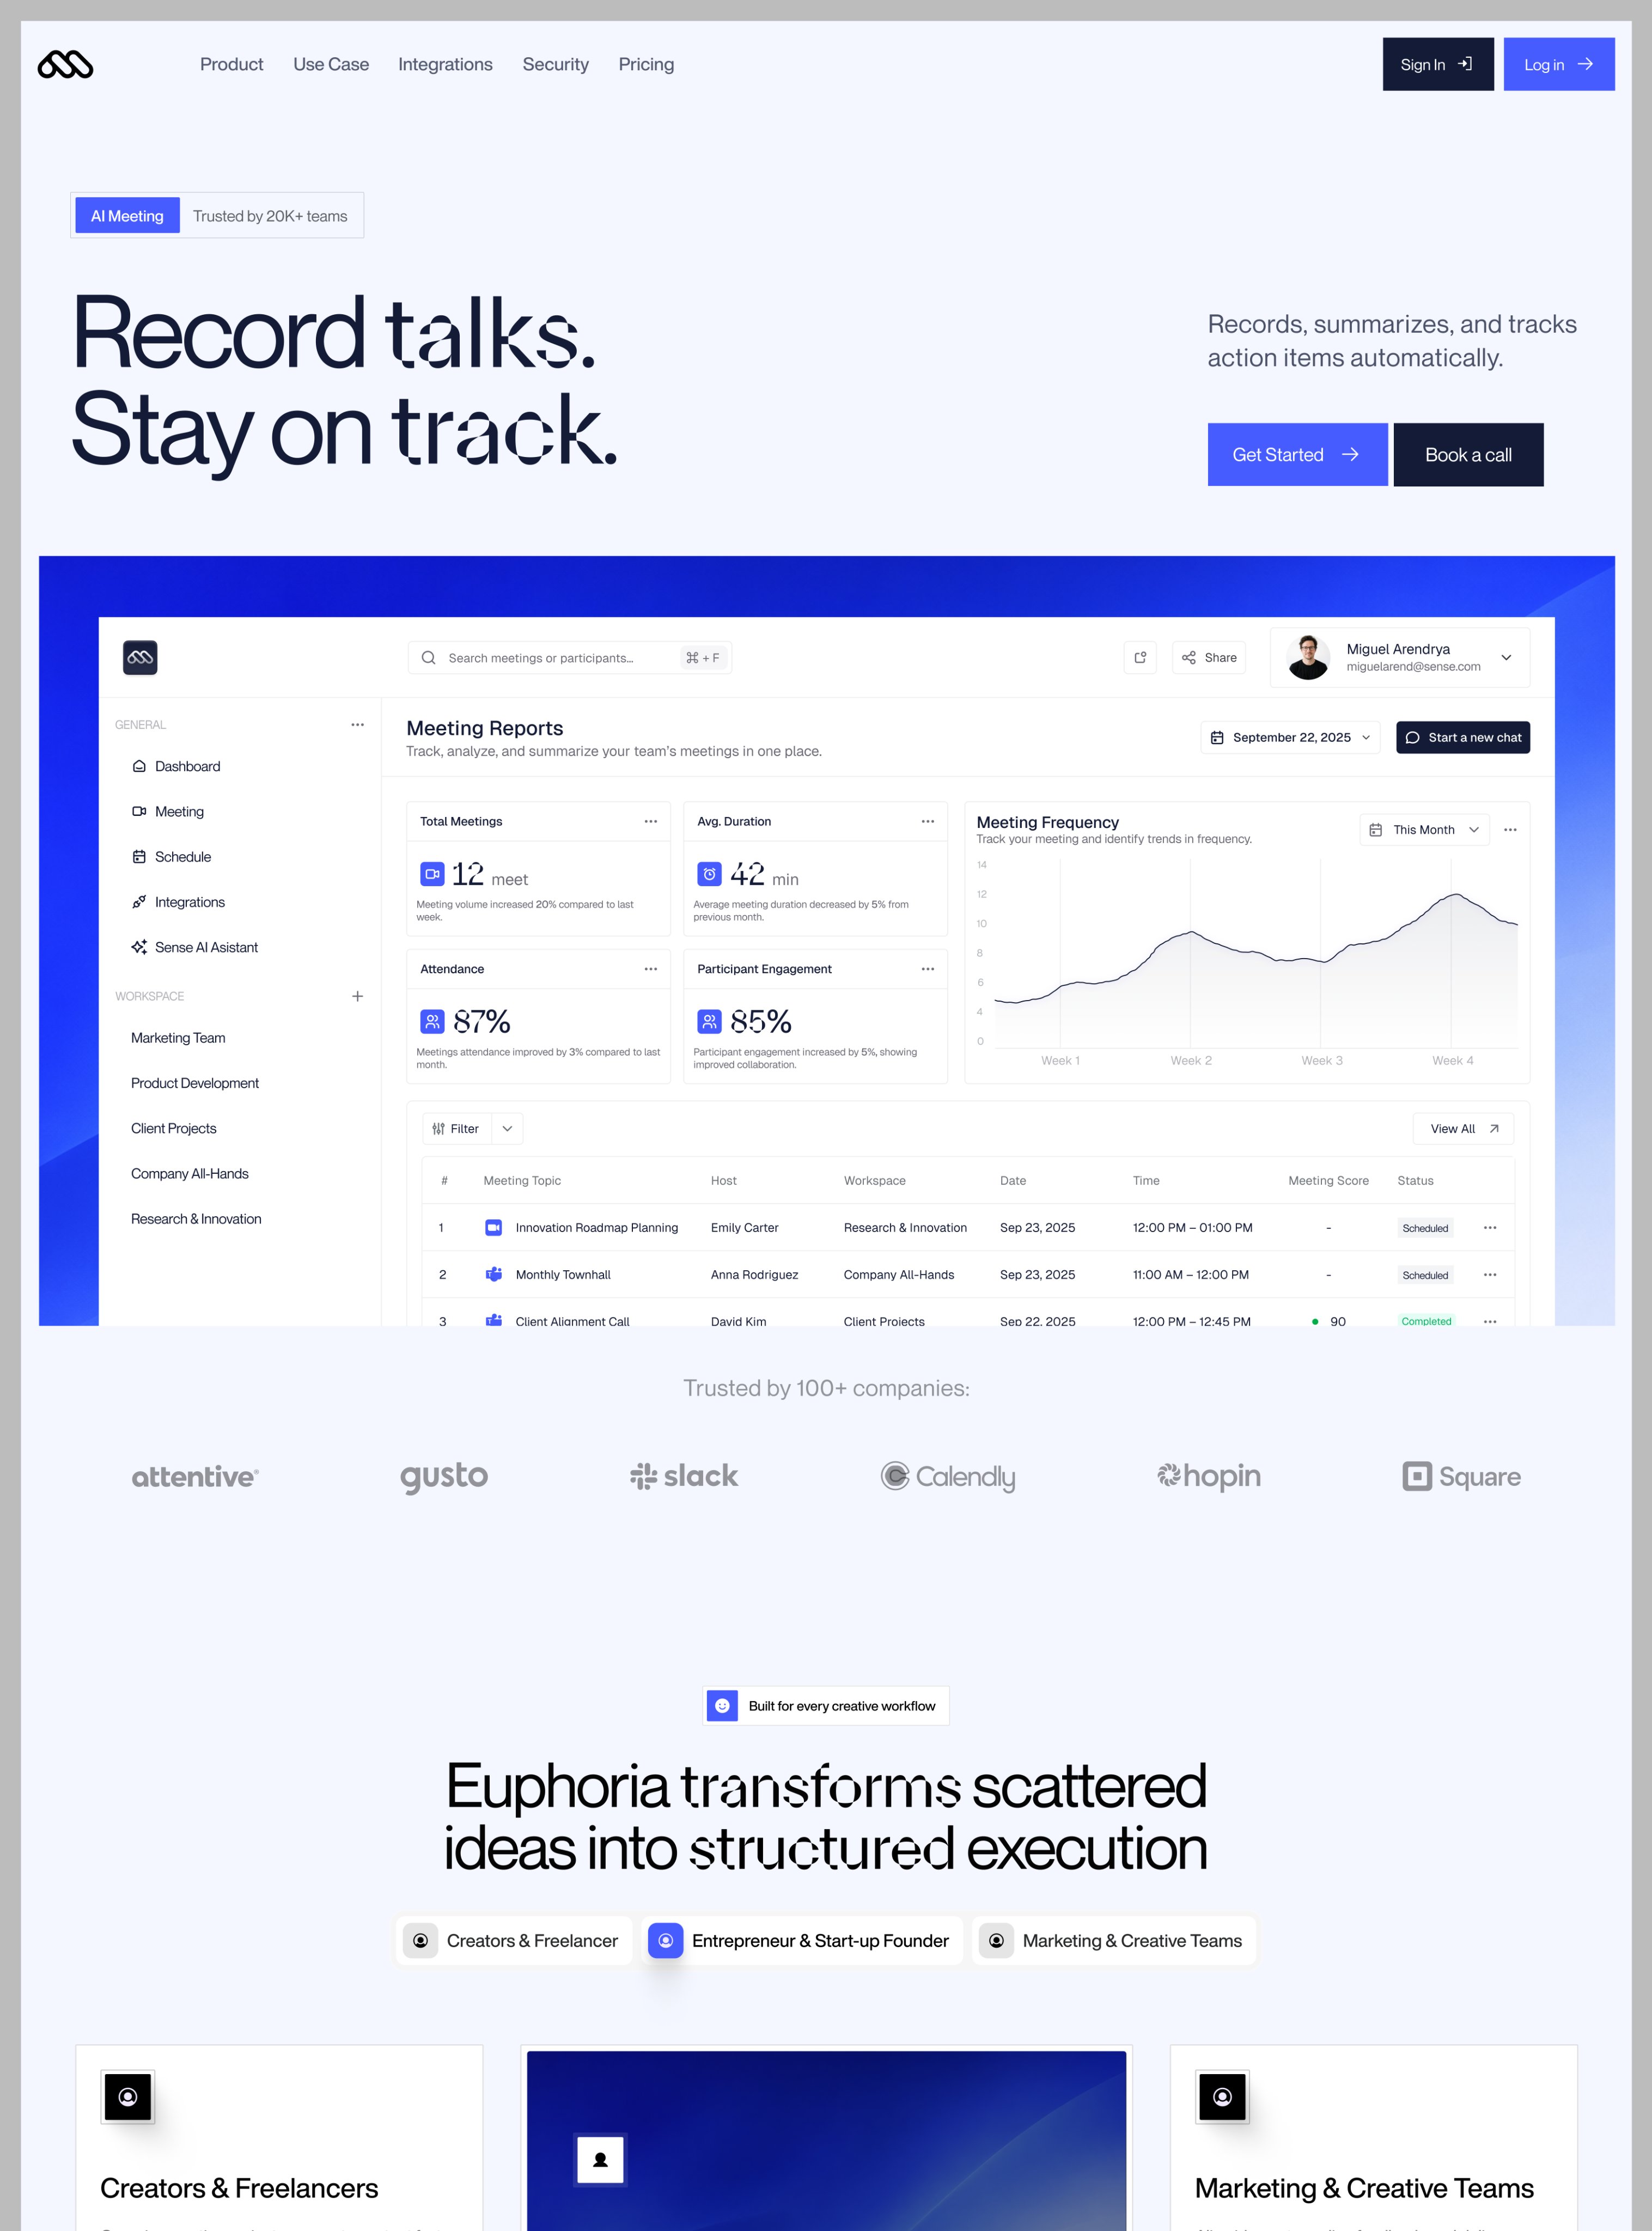 Product Use Case Integrations Security Pricing
Sign In
Log in
AI Meeting Trusted by 20K+ teams
Record talks.
Stay on track.
Records, summarizes, and tracks
action items automatically.
Get Started
Book a call
Search meetings or participants...
⌘ + F
Share
Miguel Arendrya
miguelarend@sense.com
GENERAL
Dashboard
Meeting
Schedule
Integrations
Sense AI Asistant
WORKSPACE
Marketing Team
Product Development
Client Projects
Company All-Hands
Research & Innovation
Meeting Reports
Track, analyze, and summarize your team's meetings in one place.
September 22, 2025
Start a new chat
Total Meetings
12 meet
Meeting volume increased 20% compared to last
week.
Avg. Duration
42 min
Average meeting duration decreased by 5% from
previous month.
Attendance
87%
Meetings attendance improved by 3% compared to last
month.
Participant Engagement
85%
Participant engagement increased by 5%, showing
improved collaboration.
Meeting Frequency
Track your meeting and identify trends in frequency.
This Month
14
12
10
8
6
4
0
Week 1 Week 2 Week 3 Week 4
Filter
View All
# Meeting Topic Host Workspace Date Time Meeting Score Status
1 Innovation Roadmap Planning Emily Carter Research & Innovation Sep 23, 2025 12:00 PM – 01:00 PM - Scheduled
2 Monthly Townhall Anna Rodriguez Company All-Hands Sep 23, 2025 11:00 AM – 12:00 PM - Scheduled
3 Client Alignment Call David Kim Client Projects Sep 22, 2025 12:00 PM – 12:45 PM 90 Completed
Trusted by 100+ companies:
attentive®
gusto
slack
Calendly
hopin
Square
Built for every creative workflow
Euphoria transforms scattered
ideas into structured execution
Creators & Freelancer
Entrepreneur & Start-up Founder
Marketing & Creative Teams
Creators & Freelancers
Marketing & Creative Teams